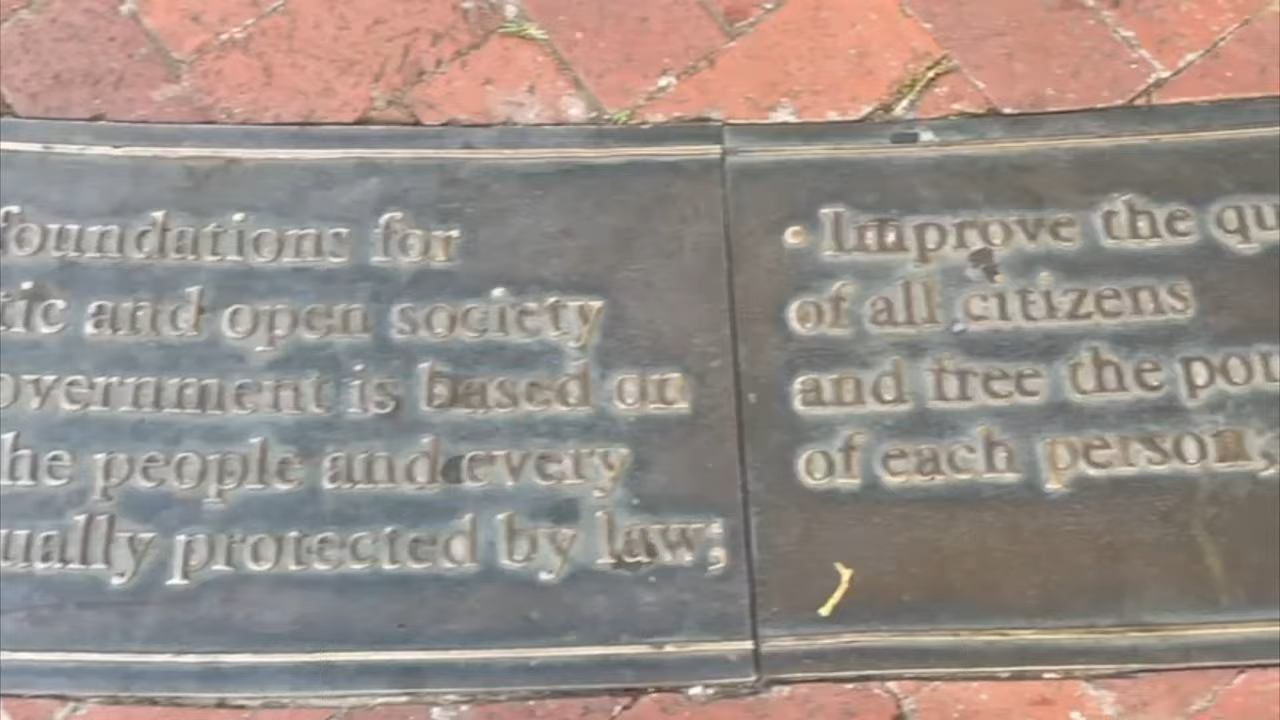 foundations for
tic and open society
overnment is based on
he people and every
ually protected by law;
• Improve the qu
of all citizens
and free the pot
of each person;